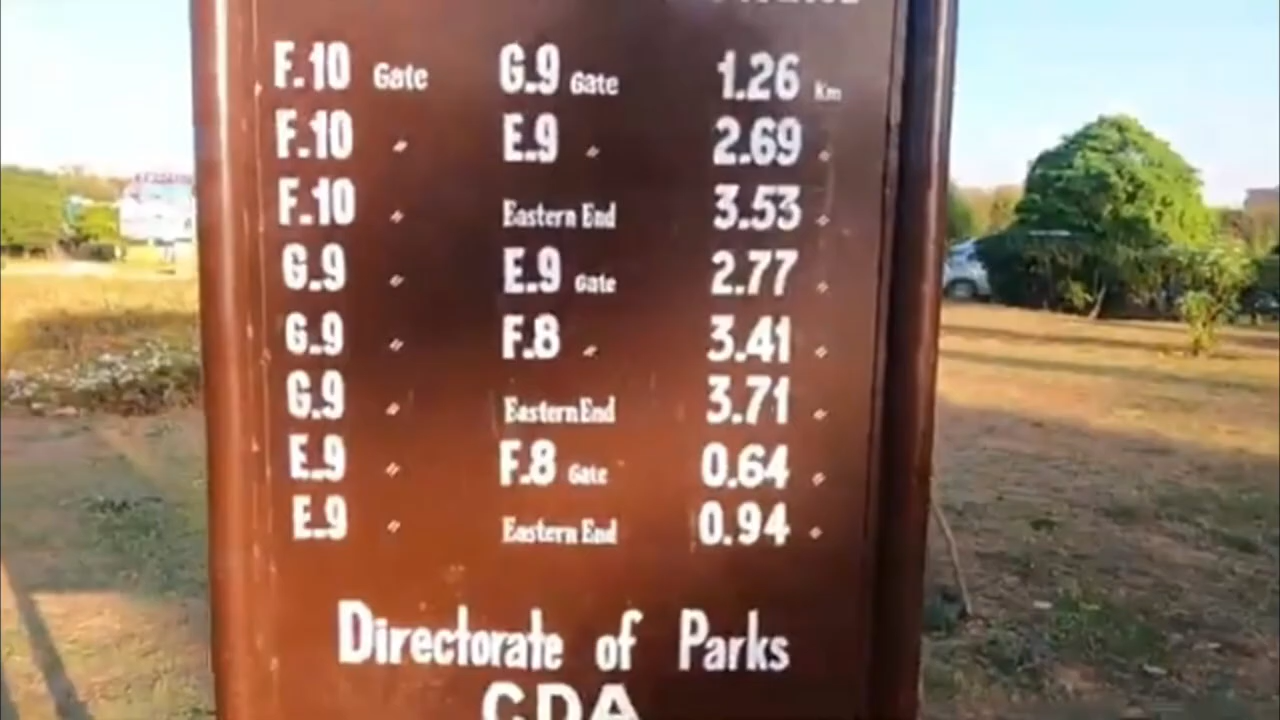 F.10 Gate G.9 Gate 1.26 Km
F.10 〃 E.9 〃 2.69 〃
F.10 〃 Eastern End 3.53 〃
G.9 〃 E.9 Gate 2.77 〃
G.9 〃 F.8 〃 3.41 〃
G.9 〃 Eastern End 3.71 〃
E.9 〃 F.8 Gate 0.64 〃
E.9 〃 Eastern End 0.94 〃
Directorate of Parks
CDA